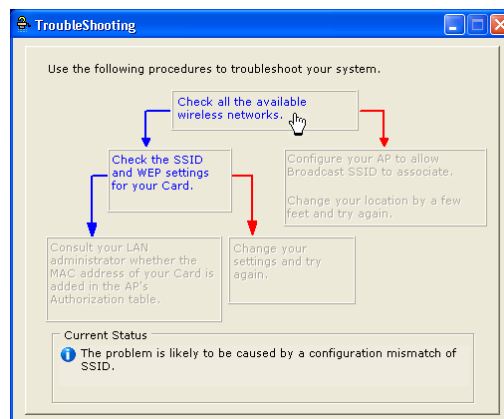 TroubleShooting
Use the following procedures to troubleshoot your system.
Check all the available
wireless networks.
Check the SSID
and WEP settings
for your Card.
Configure your AP to allow
Broadcast SSID to associate.
Change your location by a few
feet and try again.
Consult your LAN
administrator whether the
MAC address of your Card is
added in the AP's
Authorization table.
Change your
settings and try
again.
Current Status
The problem is likely to be caused by a configuration mismatch of
SSID.